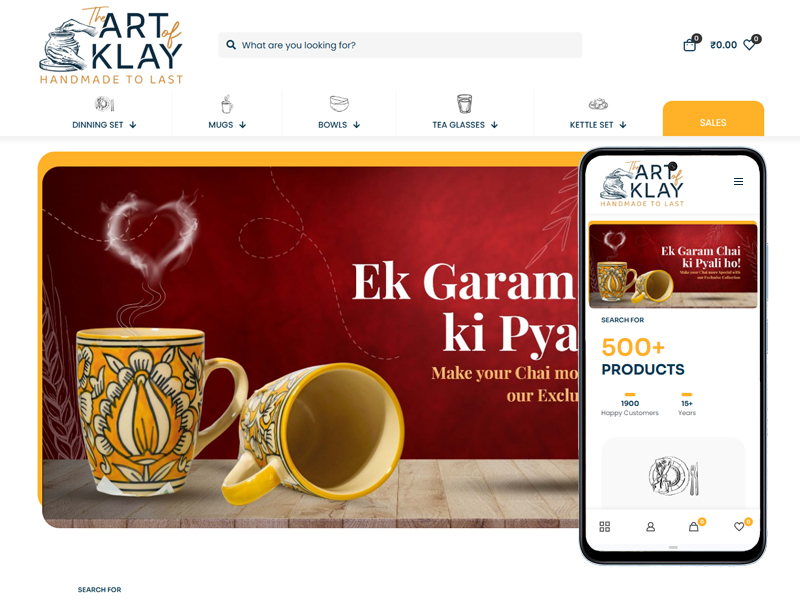 The
ART of
KLAY
HANDMADE TO LAST
What are you looking for?
0
₹0.00
0
DINNING SET
MUGS
BOWLS
TEA GLASSES
KETTLE SET
SALES
Ek Garam
ki Pya
Make your Chai mo
our Exclu
The
ART of
KLAY
HANDMADE TO LAST
Ek Garam Chai
ki Pyali ho!
Make your Chai more Special with
our Exclusive Collection
SEARCH FOR
500+
PRODUCTS
1900
Happy Customers
15+
Years
0
0
SEARCH FOR